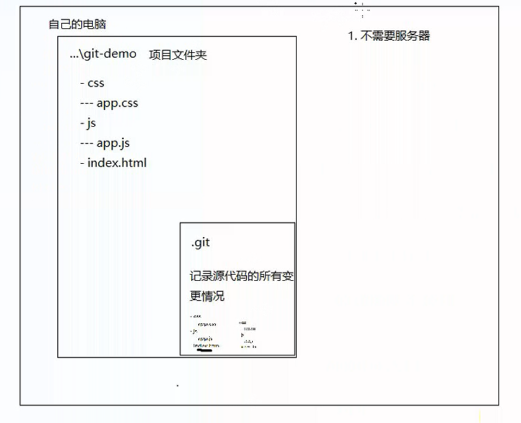 自己的电脑
1. 不需要服务器
...\git-demo 项目文件夹
- css
--- app.css
- js
--- app.js
- index.html
.git
记录源代码的所有变
更情况
- css
- js